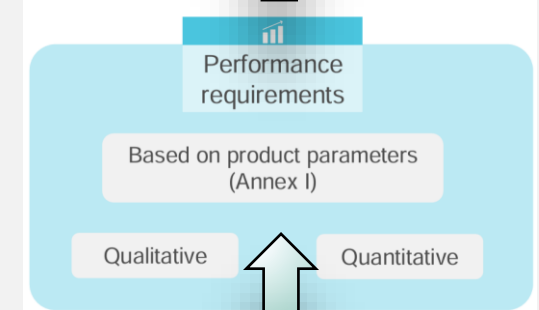 Performance
requirements
Based on product parameters
(Annex I)
Qualitative
Quantitative